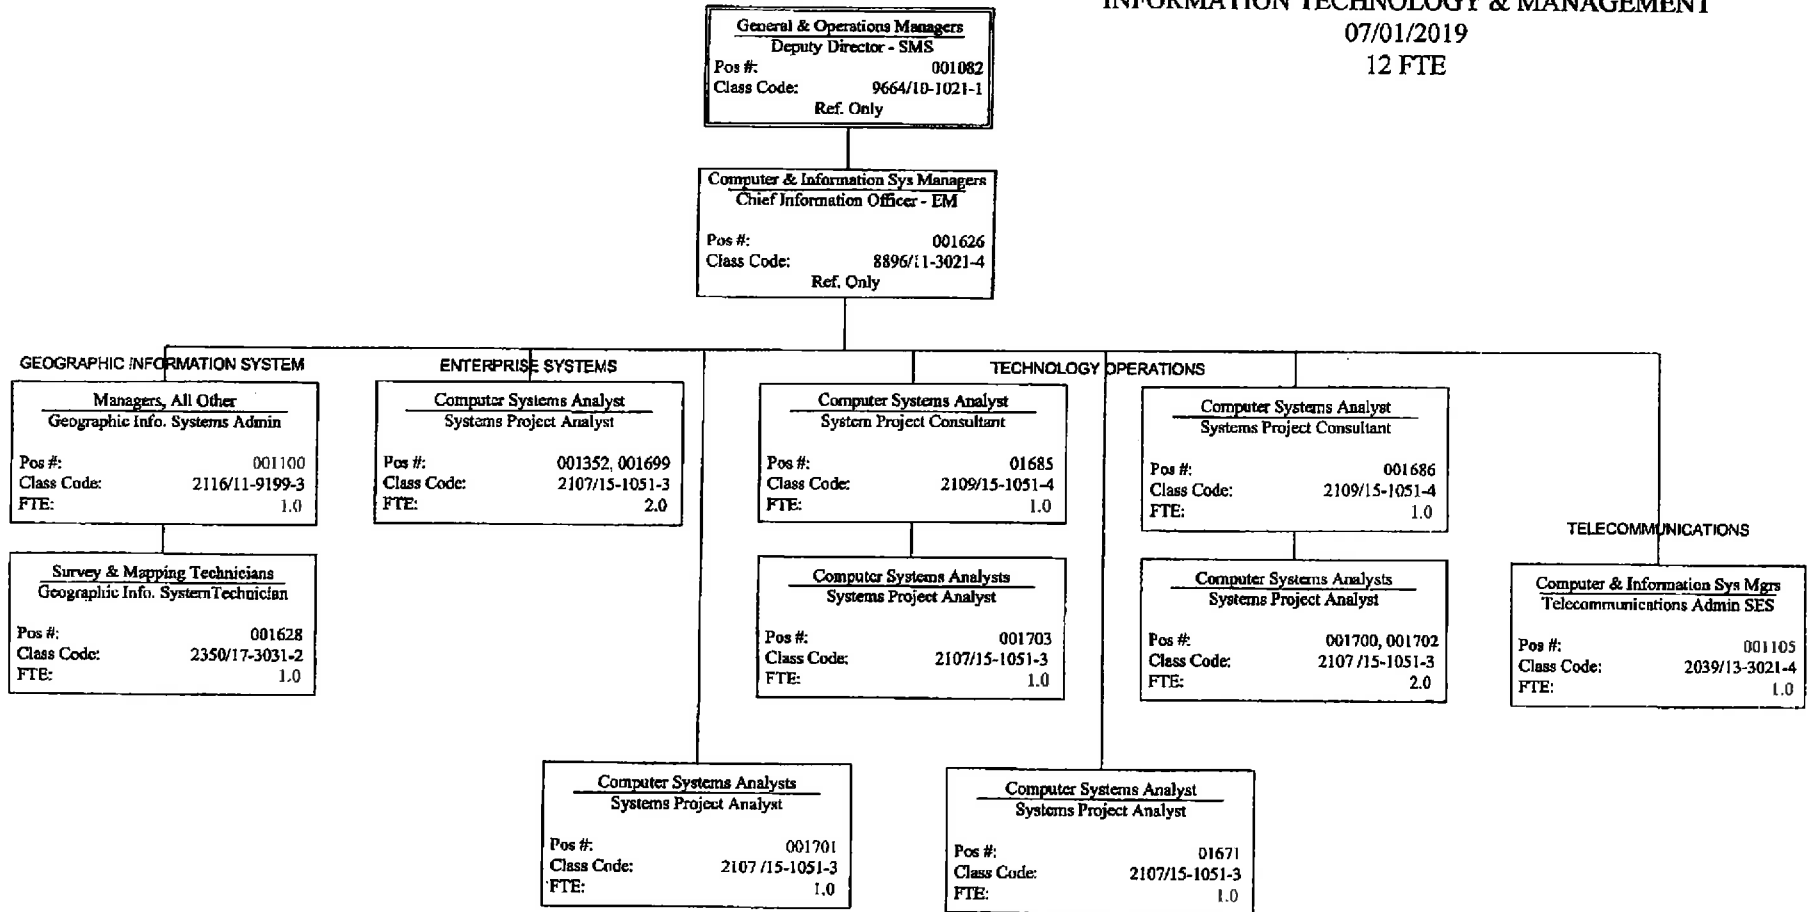 INFORMATION TECHNOLOGY & MANAGEMENT
07/01/2019
12 FTE
General & Operations Managers
Deputy Director - SMS
Pos #: 001082
Class Code: 9664/10-1021-1
Ref. Only
Computer & Information Sys Managers
Chief Information Officer - EM
Pos #: 001626
Class Code: 8896/11-3021-4
Ref. Only
GEOGRAPHIC INFORMATION SYSTEM
Managers, All Other
Geographic Info. Systems Admin
Pos #: 001100
Class Code: 2116/11-9199-3
FTE: 1.0
Survey & Mapping Technicians
Geographic Info. SystemTechnician
Pos #: 001628
Class Code: 2350/17-3031-2
FTE: 1.0
ENTERPRISE SYSTEMS
Computer Systems Analyst
Systems Project Analyst
Pos #: 001352, 001699
Class Code: 2107/15-1051-3
FTE: 2.0
Computer Systems Analysts
Systems Project Analyst
Pos #: 001701
Class Code: 2107 /15-1051-3
FTE: 1.0
TECHNOLOGY OPERATIONS
Computer Systems Analyst
System Project Consultant
Pos #: 01685
Class Code: 2109/15-1051-4
FTE: 1.0
Computer Systems Analysts
Systems Project Analyst
Pos #: 001703
Class Code: 2107/15-1051-3
FTE: 1.0
Computer Systems Analyst
Systems Project Consultant
Pos #: 001686
Class Code: 2109/15-1051-4
FTE: 1.0
Computer Systems Analysts
Systems Project Analyst
Pos #: 001700, 001702
Class Code: 2107 /15-1051-3
FTE: 2.0
Computer Systems Analyst
Systems Project Analyst
Pos #: 01671
Class Code: 2107/15-1051-3
FTE: 1.0
TELECOMMUNICATIONS
Computer & Information Sys Mgrs
Telecommunications Admin SES
Pos #: 001105
Class Code: 2039/13-3021-4
FTE: 1.0